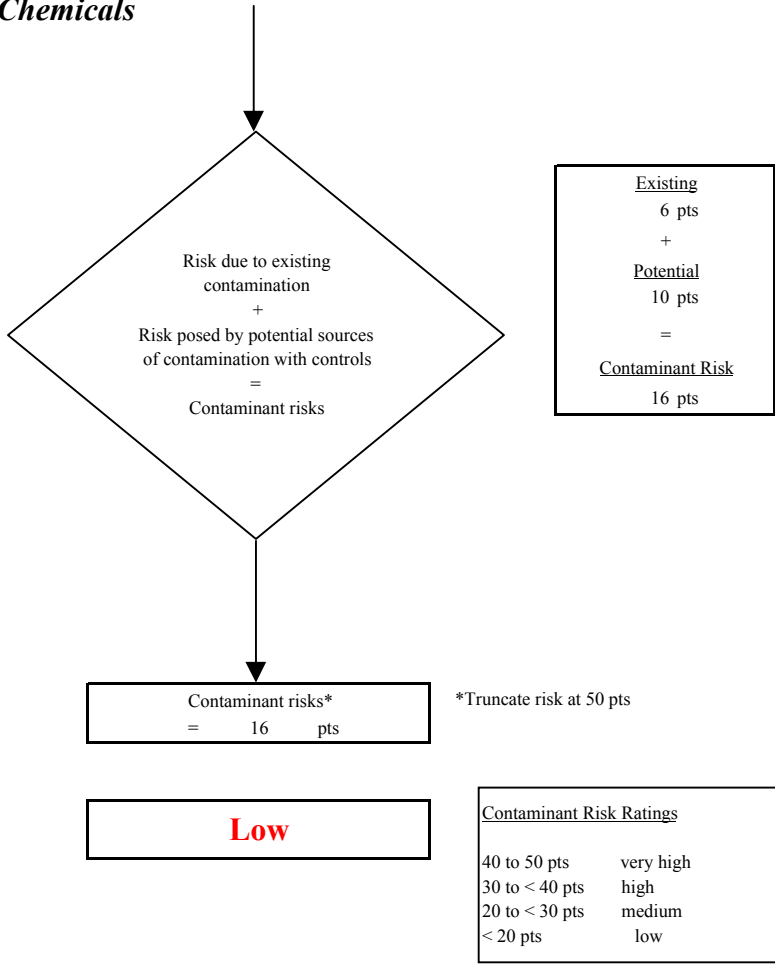 Chemicals
Risk due to existing
contamination
+
Risk posed by potential sources
of contamination with controls
=
Contaminant risks
Existing
6 pts
+
Potential
10 pts
=
Contaminant Risk
16 pts
Contaminant risks*
= 16 pts
*Truncate risk at 50 pts
Low
Contaminant Risk Ratings
40 to 50 pts very high
30 to < 40 pts high
20 to < 30 pts medium
< 20 pts low